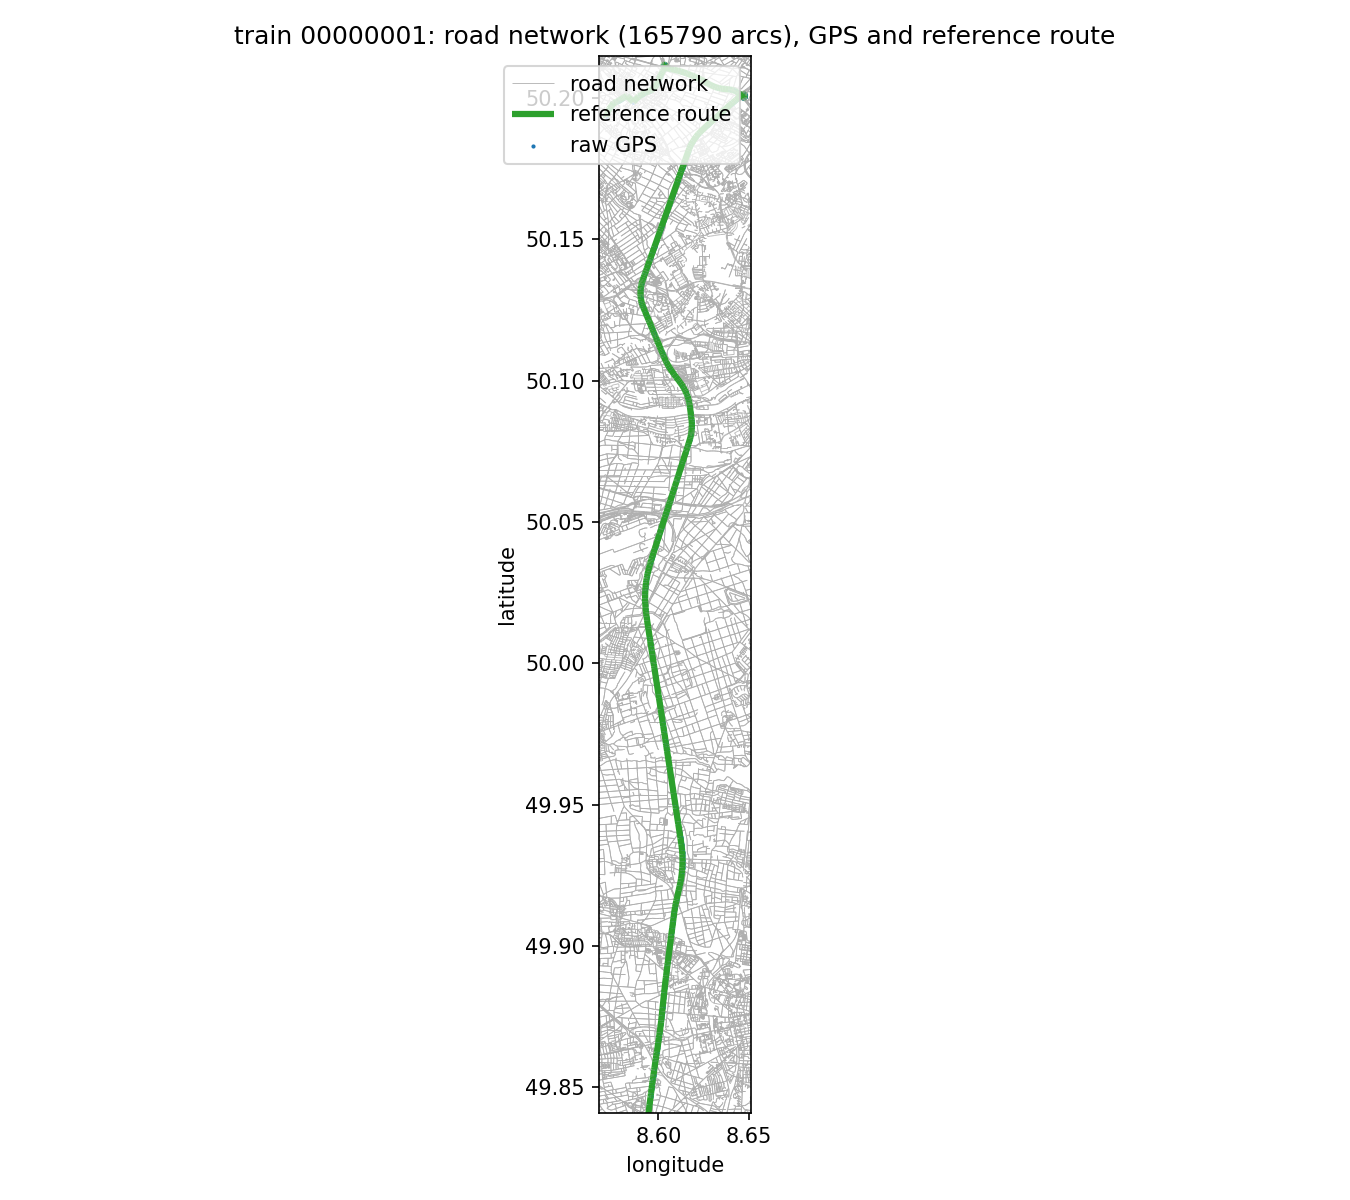 train 00000001: road network (165790 arcs), GPS and reference route
road network
reference route
raw GPS
50.20
50.15
50.10
50.05
50.00
49.95
49.90
49.85
latitude
8.60 8.65
longitude